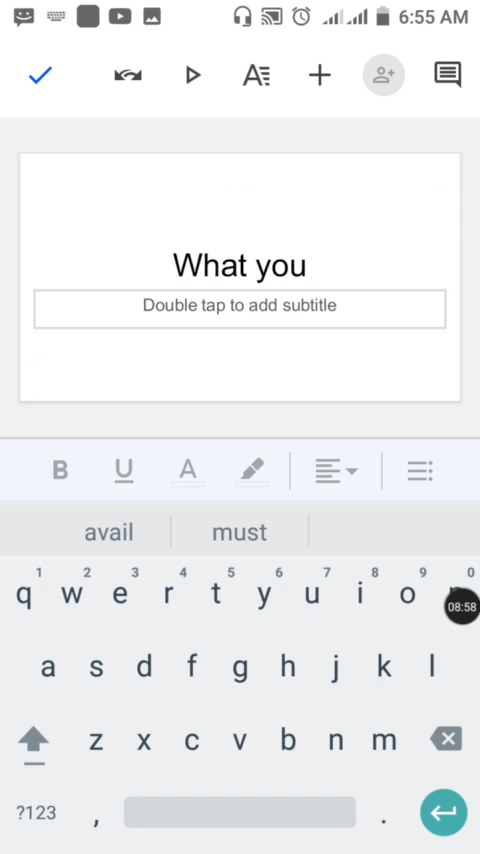 6:55 AM
What you
Double tap to add subtitle
B U A
avail must
1 2 3 4 5 6 7 8 9 0
q w e r t y u i o
08:58
a s d f g h j k l
z x c v b n m
?123 , .